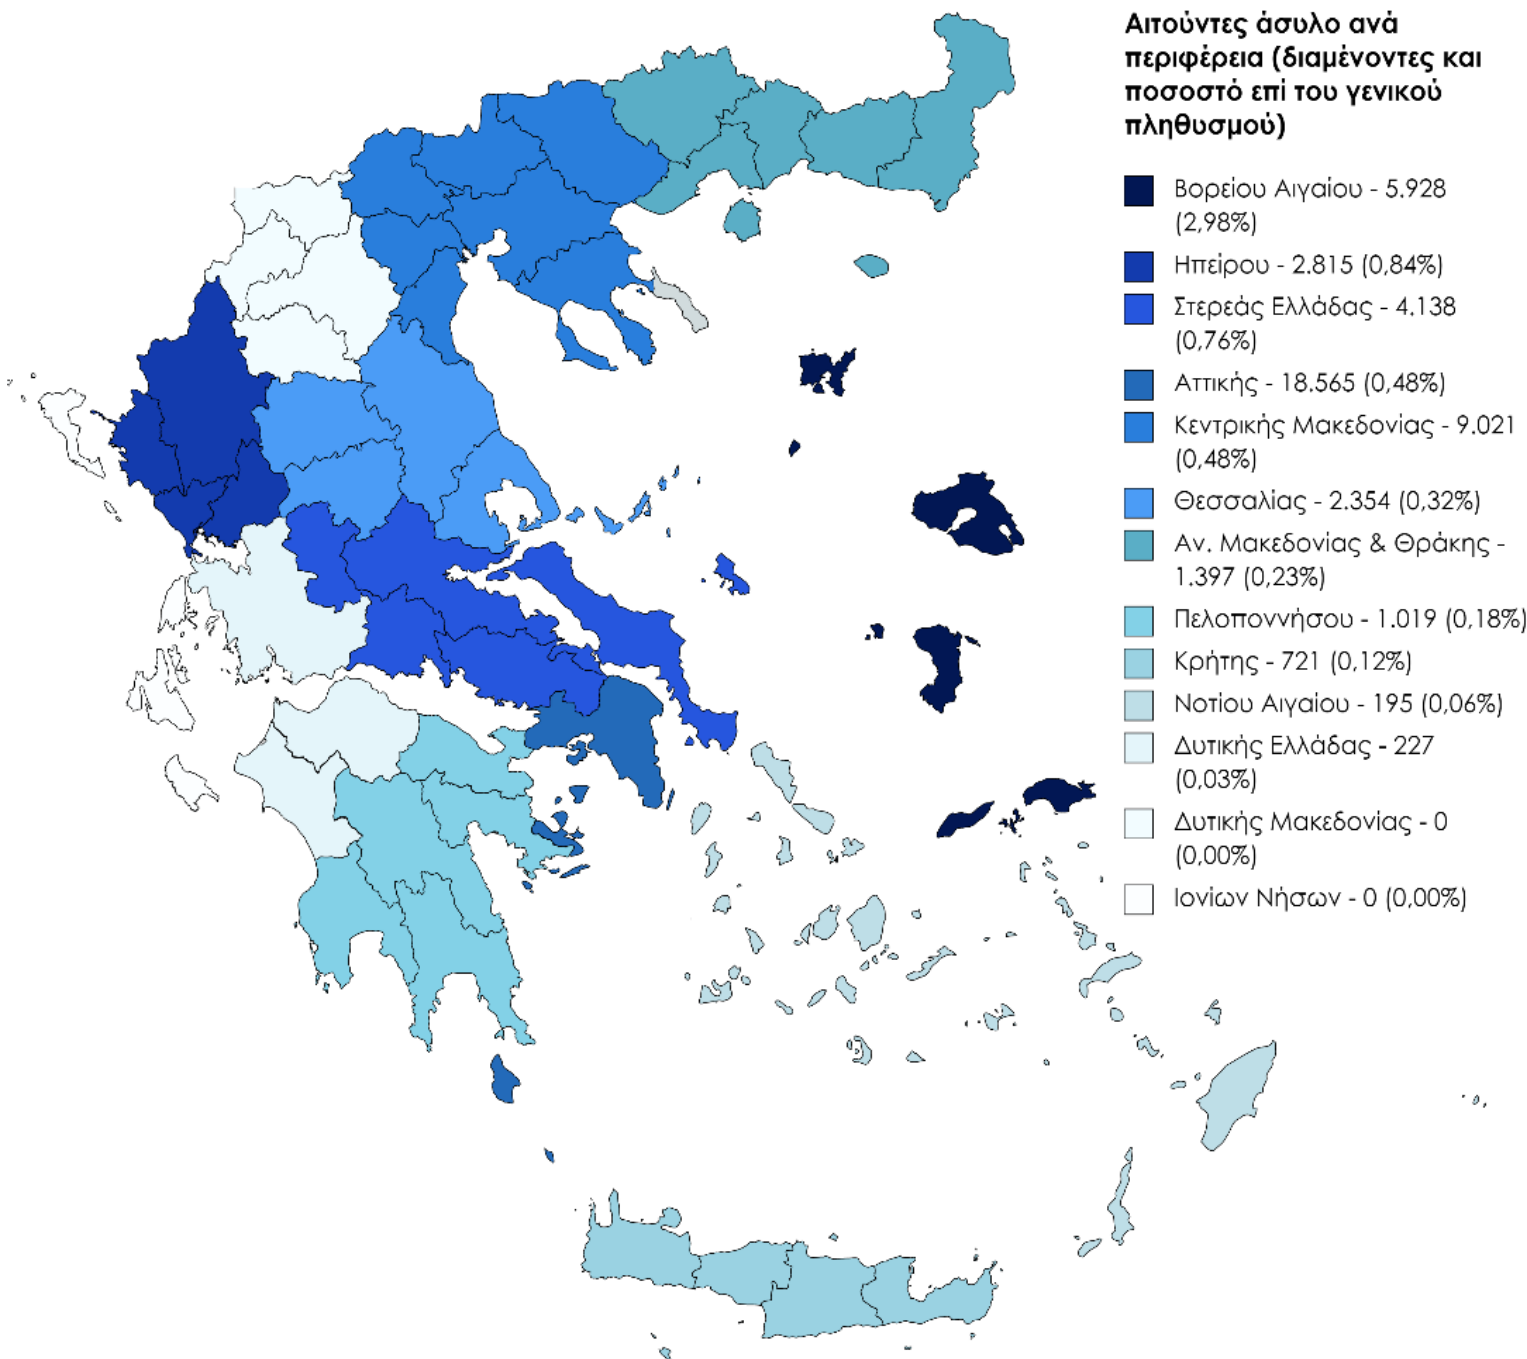 Αιτούντες άσυλο ανά
περιφέρεια (διαμένοντες και
ποσοστό επί του γενικού
πληθυσμού)
Βορείου Αιγαίου - 5.928
(2,98%)
Ηπείρου - 2.815 (0,84%)
Στερεάς Ελλάδας - 4.138
(0,76%)
Αττικής - 18.565 (0,48%)
Κεντρικής Μακεδονίας - 9.021
(0,48%)
Θεσσαλίας - 2.354 (0,32%)
Αν. Μακεδονίας & Θράκης -
1.397 (0,23%)
Πελοποννήσου - 1.019 (0,18%)
Κρήτης - 721 (0,12%)
Νοτίου Αιγαίου - 195 (0,06%)
Δυτικής Ελλάδας - 227
(0,03%)
Δυτικής Μακεδονίας - 0
(0,00%)
Ιονίων Νήσων - 0 (0,00%)